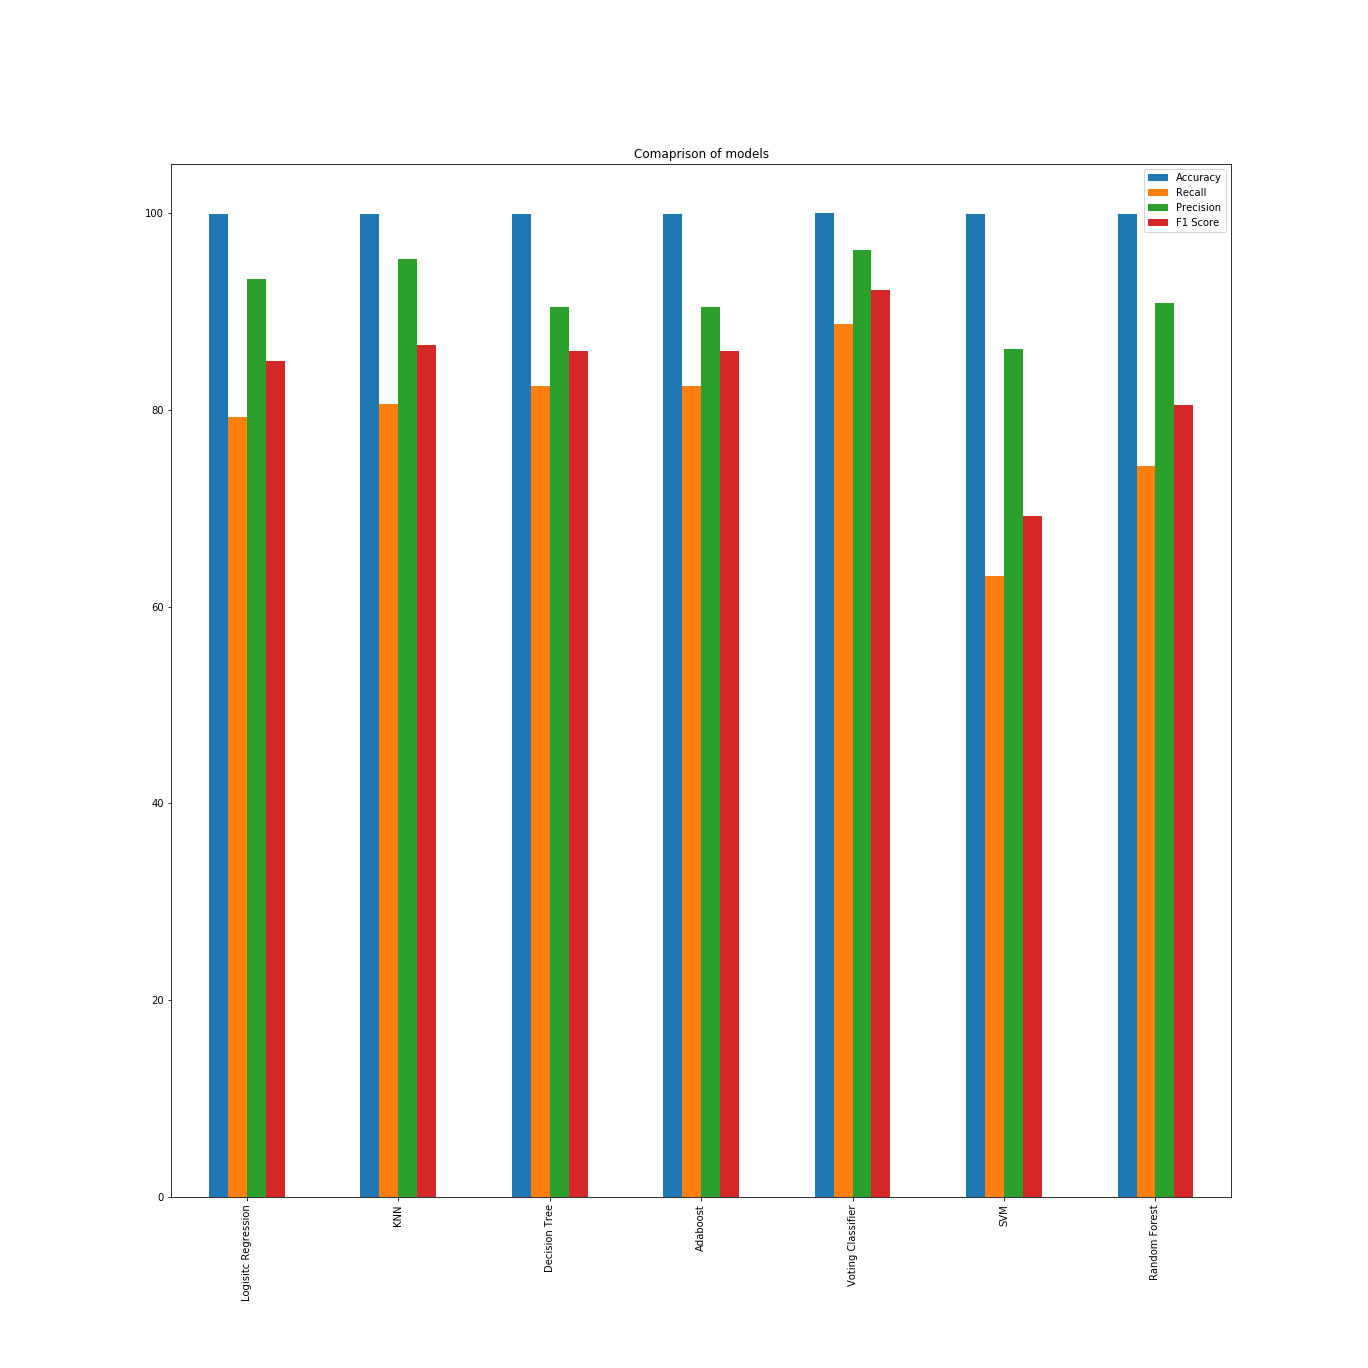 Comaprison of models
Accuracy
Recall
Precision
F1 Score
100
80
60
40
20
0
Logisitc Regression
KNN
Decision Tree
Adaboost
Voting Classifier
SVM
Random Forest